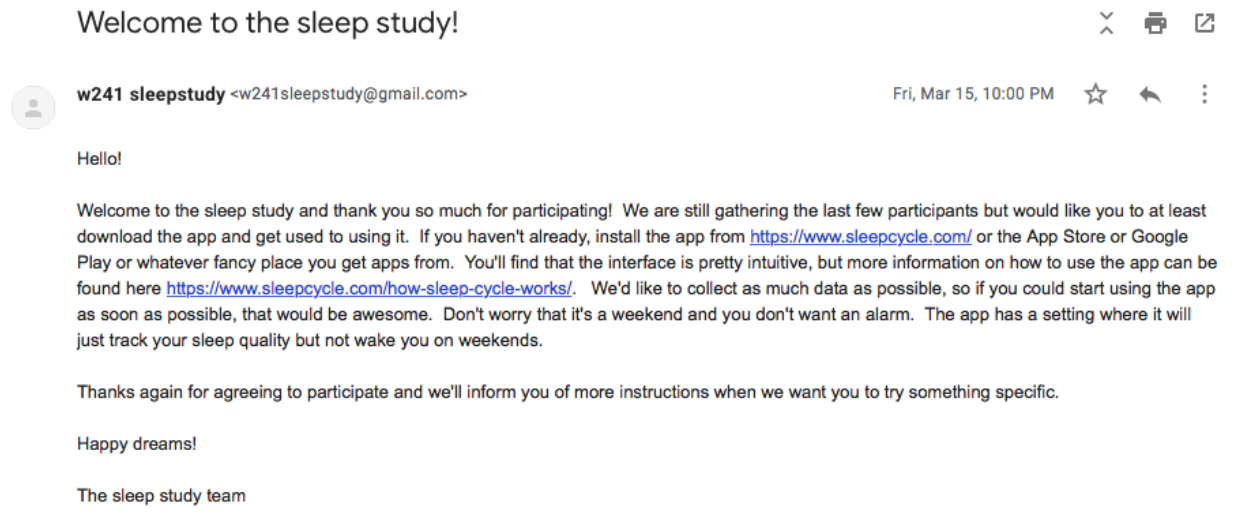 Welcome to the sleep study!
w241 sleepstudy <w241sleepstudy@gmail.com>
Fri, Mar 15, 10:00 PM
Hello!
Welcome to the sleep study and thank you so much for participating!  We are still gathering the last few participants but would like you to at least
download the app and get used to using it.  If you haven't already, install the app from https://www.sleepcycle.com/ or the App Store or Google
Play or whatever fancy place you get apps from.  You'll find that the interface is pretty intuitive, but more information on how to use the app can be
found here https://www.sleepcycle.com/how-sleep-cycle-works/.   We'd like to collect as much data as possible, so if you could start using the app
as soon as possible, that would be awesome.  Don't worry that it's a weekend and you don't want an alarm.  The app has a setting where it will
just track your sleep quality but not wake you on weekends.
Thanks again for agreeing to participate and we'll inform you of more instructions when we want you to try something specific.
Happy dreams!
The sleep study team